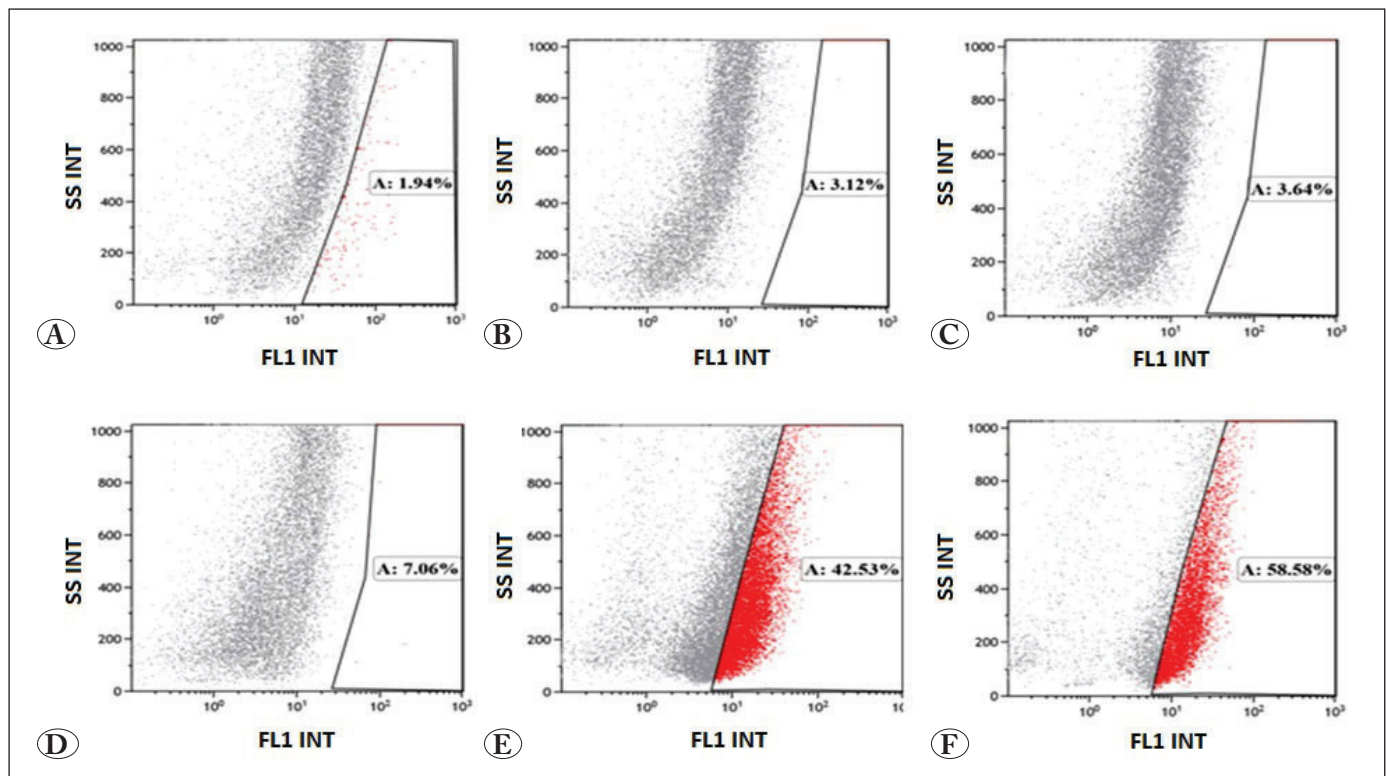 1000
800
600
400
200
0
SS INT
A: 1.94%
10⁰ 10¹ 10² 10³
FL1 INT
A
1000
800
600
400
200
0
SS INT
A: 3.12%
10⁰ 10¹ 10² 10³
FL1 INT
B
1000
800
600
400
200
0
SS INT
A: 3.64%
10⁰ 10¹ 10² 10³
FL1 INT
C
1000
800
600
400
200
0
SS INT
A: 7.06%
10⁰ 10¹ 10² 10³
FL1 INT
D
1000
800
600
400
200
0
SS INT
A: 42.53%
10⁰ 10¹ 10²
FL1 INT
E
1000
800
600
400
200
0
SS INT
A: 58.58%
10⁰ 10¹ 10² 10³
FL1 INT
F